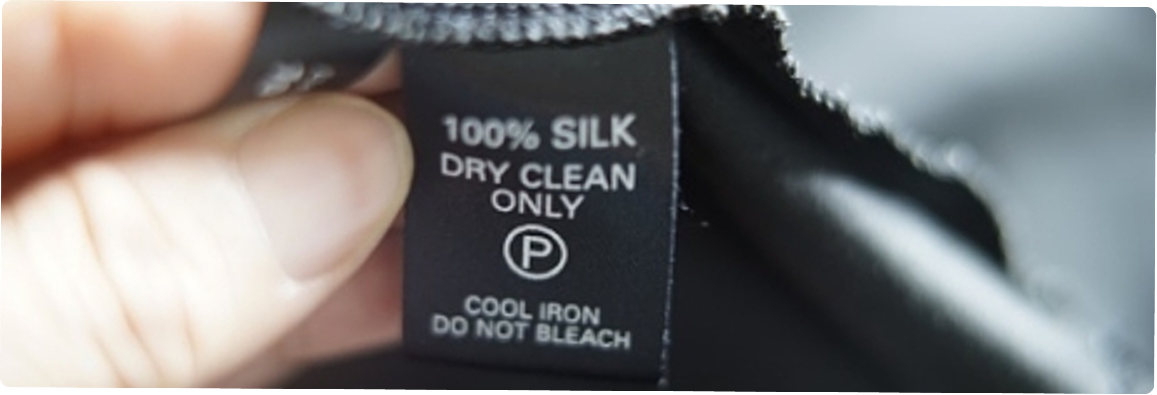 100% SILK
DRY CLEAN
ONLY
P
COOL IRON
DO NOT BLEACH